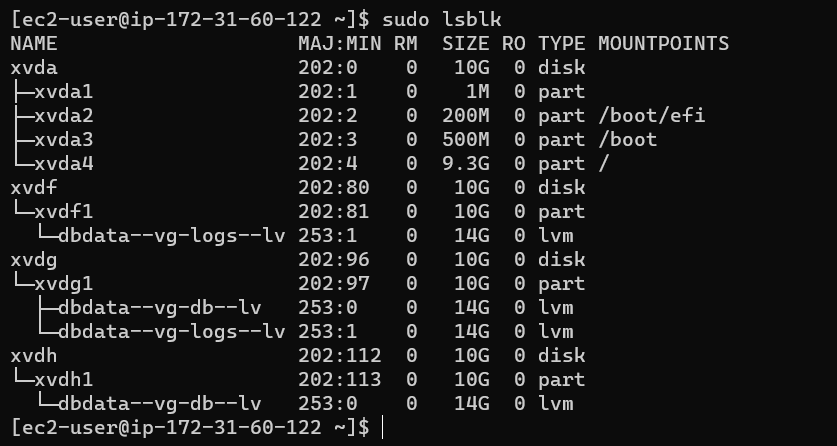 [ec2-user@ip-172-31-60-122 ~]$ sudo lsblk
NAME                    MAJ:MIN RM  SIZE RO TYPE MOUNTPOINTS
xvda                    202:0    0   10G  0 disk
├─xvda1                 202:1    0    1M  0 part
├─xvda2                 202:2    0  200M  0 part /boot/efi
├─xvda3                 202:3    0  500M  0 part /boot
└─xvda4                 202:4    0  9.3G  0 part /
xvdf                    202:80   0   10G  0 disk
└─xvdf1                 202:81   0   10G  0 part
  └─dbdata--vg-logs--lv 253:1    0   14G  0 lvm
xvdg                    202:96   0   10G  0 disk
└─xvdg1                 202:97   0   10G  0 part
  ├─dbdata--vg-db--lv   253:0    0   14G  0 lvm
  └─dbdata--vg-logs--lv 253:1    0   14G  0 lvm
xvdh                    202:112  0   10G  0 disk
└─xvdh1                 202:113  0   10G  0 part
  └─dbdata--vg-db--lv   253:0    0   14G  0 lvm
[ec2-user@ip-172-31-60-122 ~]$